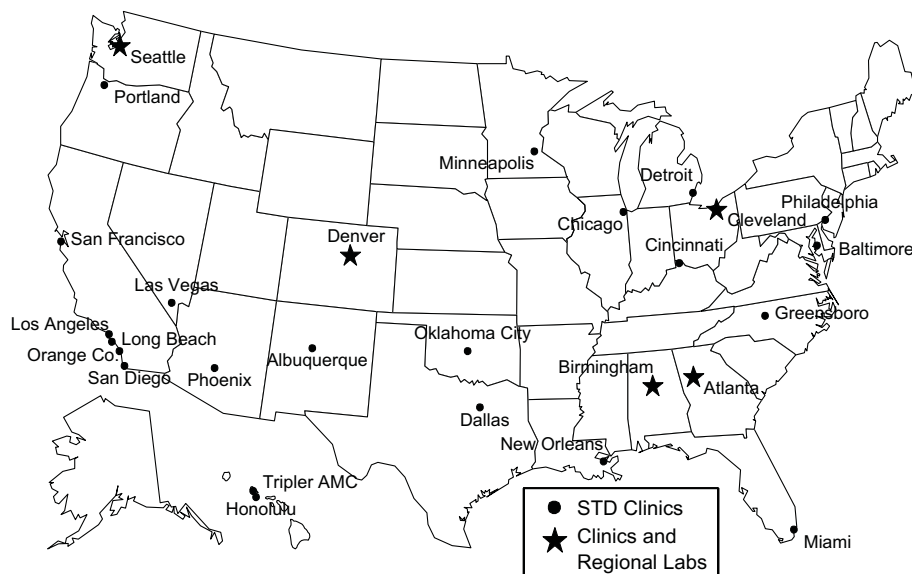 Seattle
Portland
Minneapolis
Detroit
Philadelphia
Chicago
Cleveland
San Francisco
Denver
Cincinnati
Baltimore
Las Vegas
Greensboro
Los Angeles
Long Beach
Oklahoma City
Orange Co.
Albuquerque
Birmingham
San Diego
Phoenix
Atlanta
Dallas
New Orleans
Tripler AMC
Honolulu
STD Clinics
Clinics and
Regional Labs
Miami